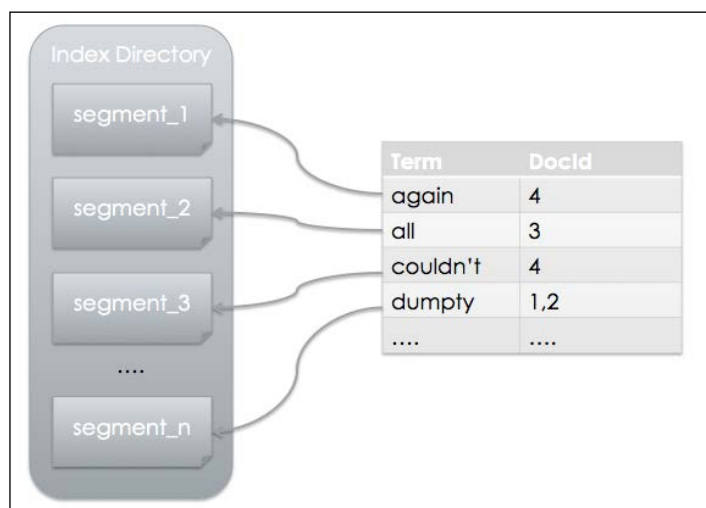 Index Directory
segment_1
segment_2
segment_3
....
segment_n
Term DocId
again 4
all 3
couldn't 4
dumpty 1,2
.... ....